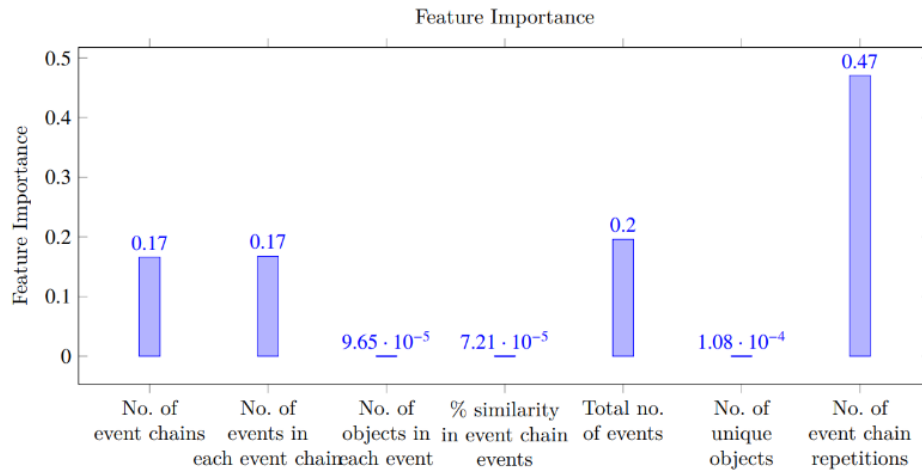 Feature Importance
Feature Importance
0.5
0.4
0.3
0.2
0.1
0
0.17
0.17
9.65 · 10⁻⁵
7.21 · 10⁻⁵
0.2
1.08 · 10⁻⁴
0.47
No. of
event chains
No. of
events in
each event chain
No. of
objects in
each event
% similarity
in event chain
events
Total no.
of events
No. of
unique
objects
No. of
event chain
repetitions